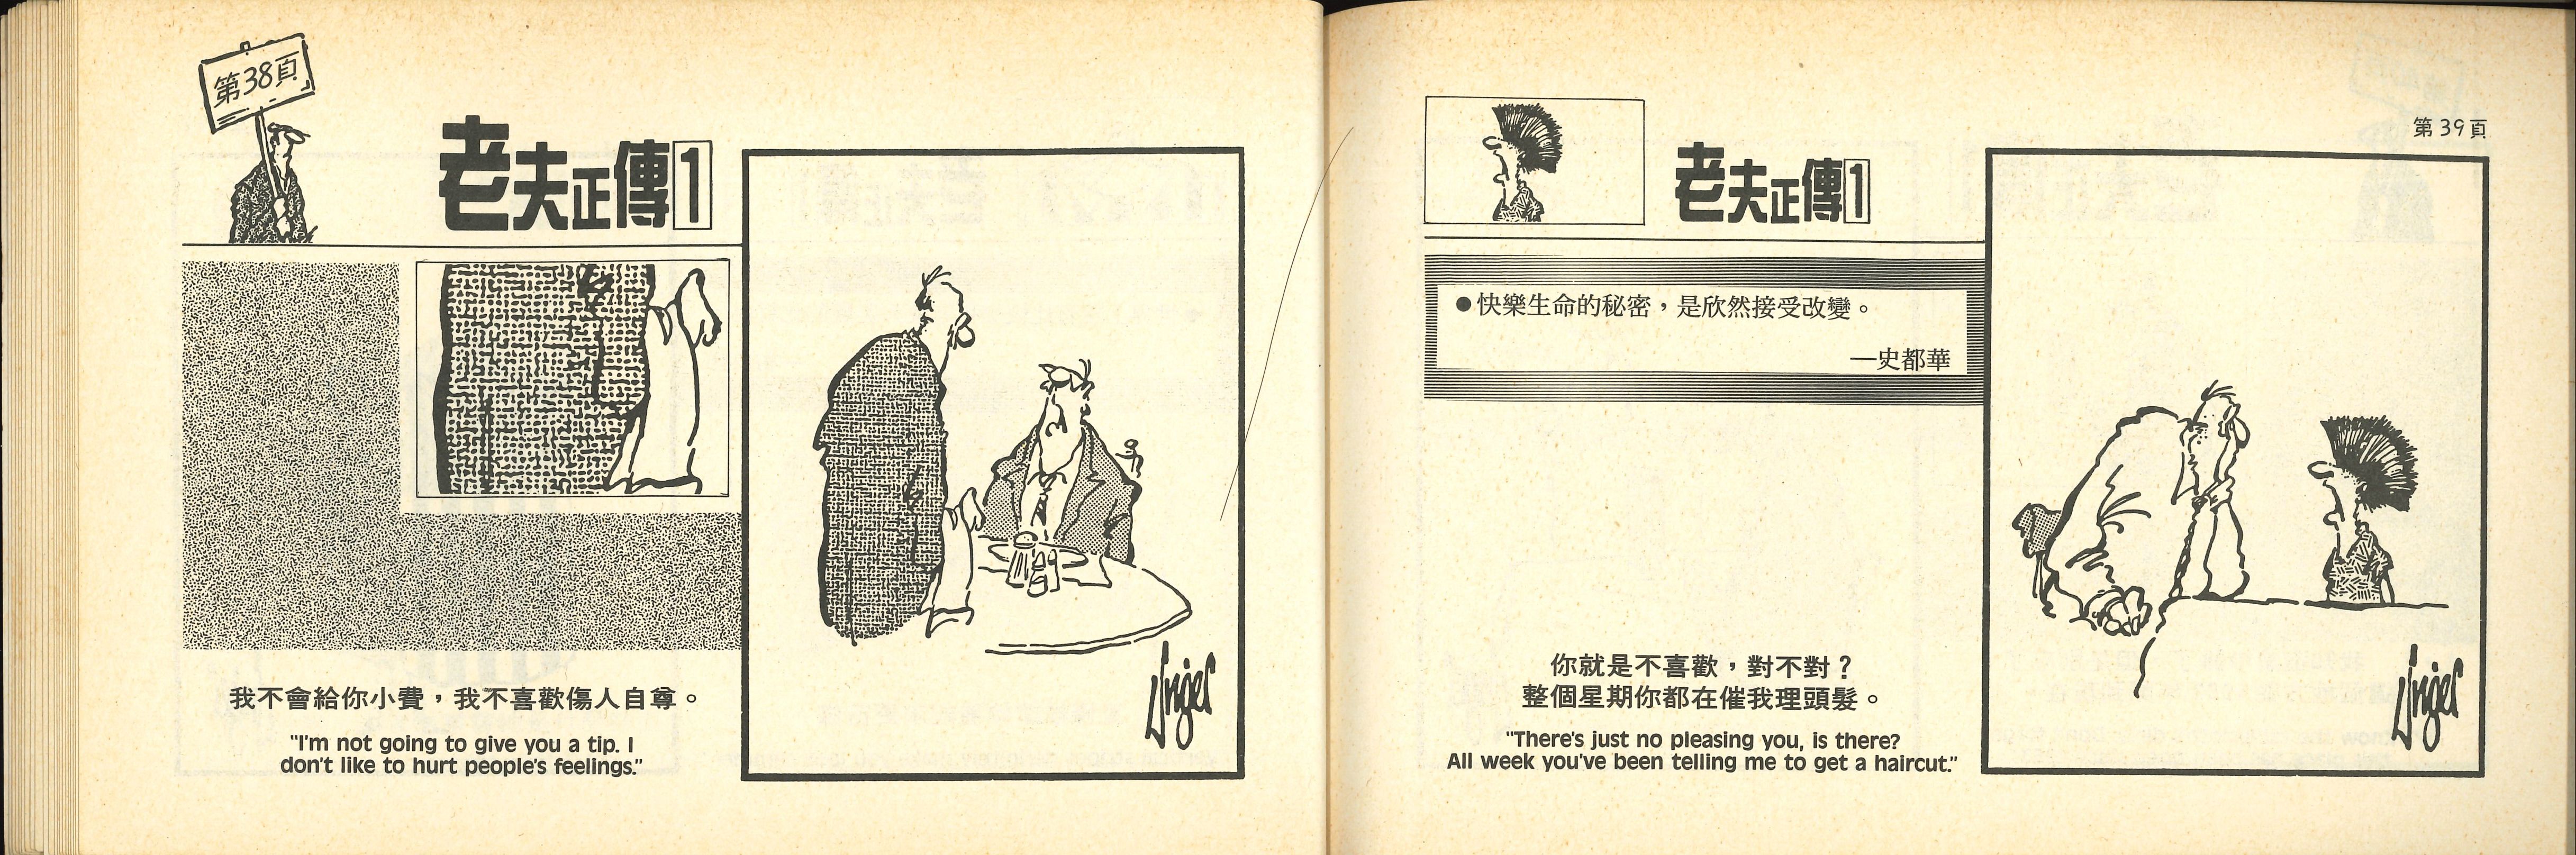 第38頁
老夫正傳1
我不會給你小費，我不喜歡傷人自尊。
"I'm not going to give you a tip. I
don't like to hurt people's feelings."
第39頁
老夫正傳1
●快樂生命的秘密，是欣然接受改變。
—史都華
你就是不喜歡，對不對？
整個星期你都在催我理頭髮。
"There's just no pleasing you, is there?
All week you've been telling me to get a haircut."